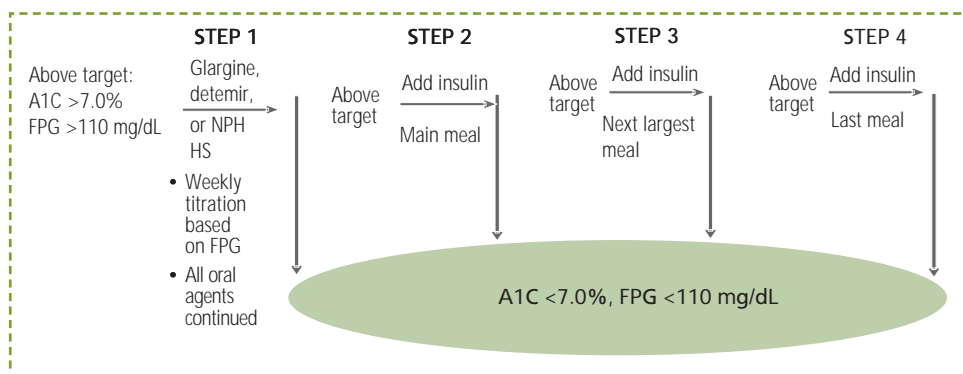 STEP 1
STEP 2
STEP 3
STEP 4
Above target:
A1C >7.0%
FPG >110 mg/dL
Glargine,
detemir,
or NPH
HS
• Weekly
titration
based
on FPG
• All oral
agents
continued
Above
target
Add insulin
Main meal
Above
target
Add insulin
Next largest
meal
Above
target
Add insulin
Last meal
A1C <7.0%, FPG <110 mg/dL